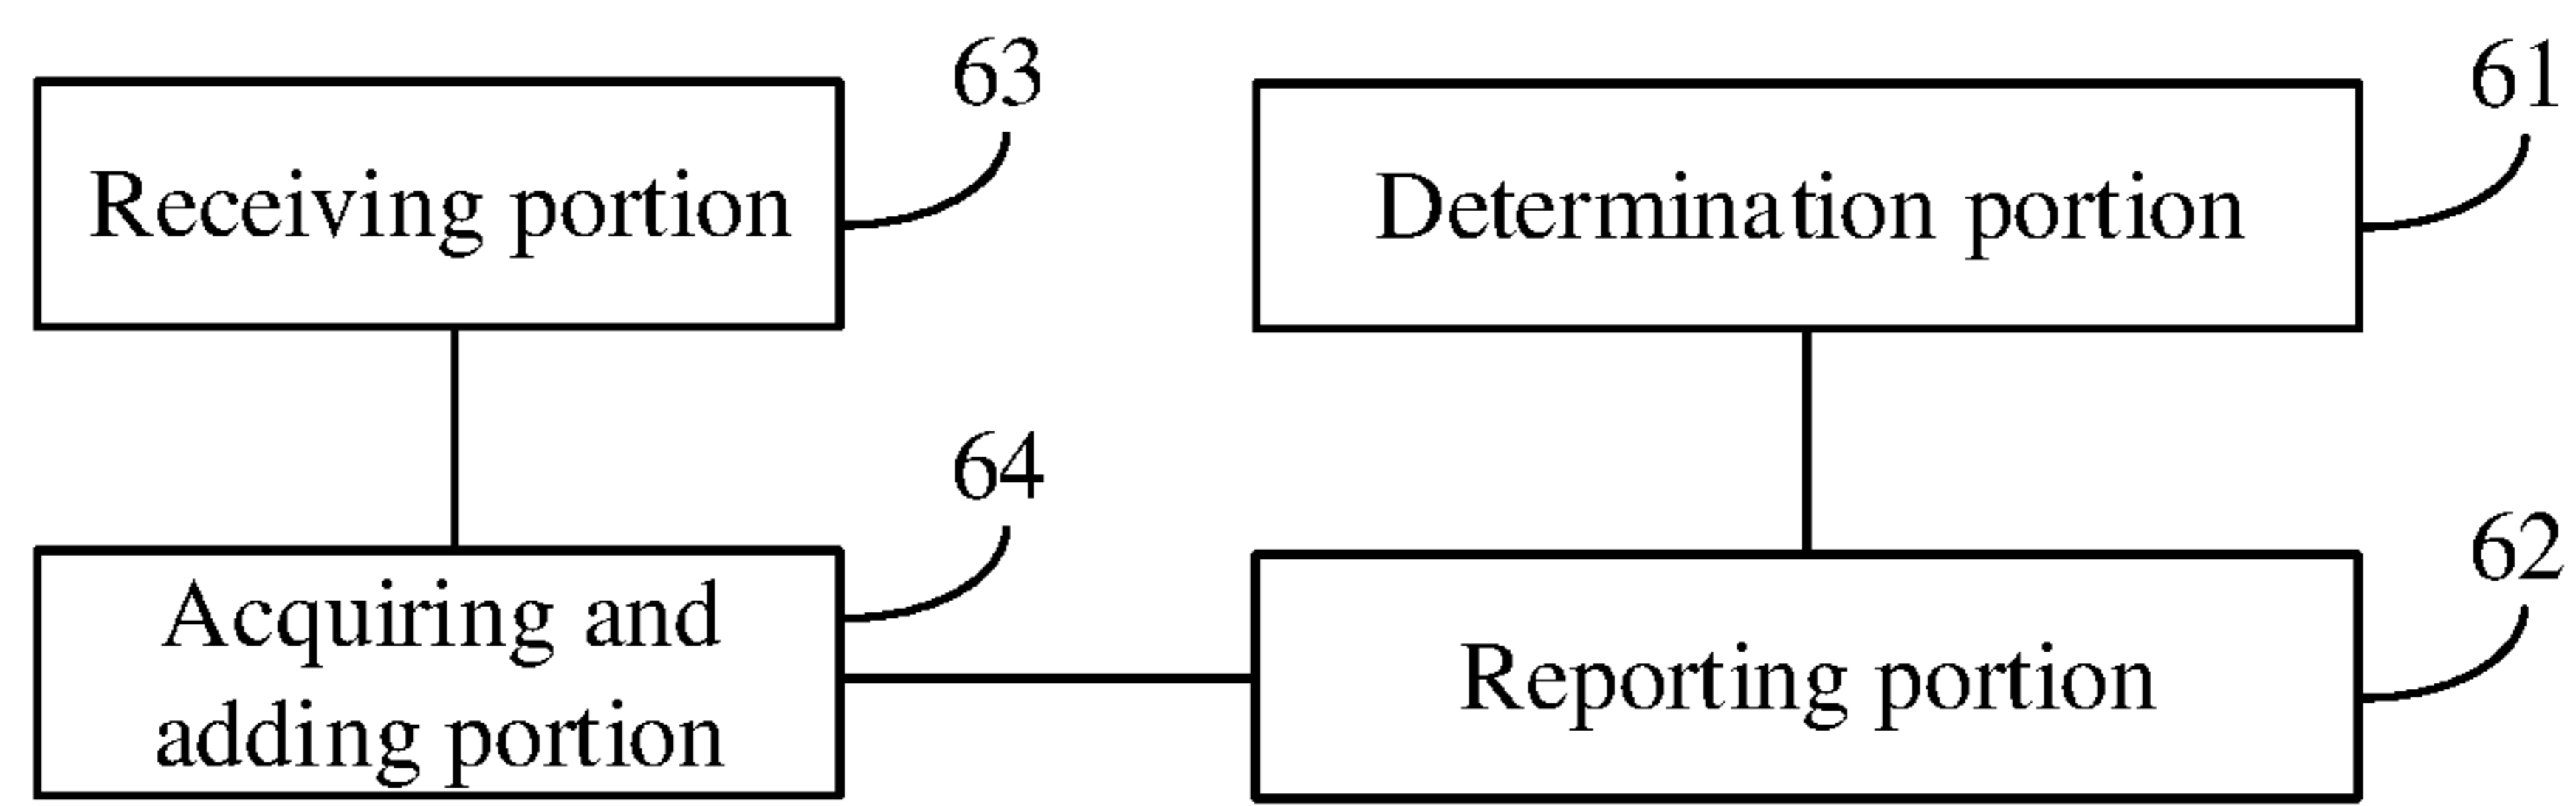 63
Receiving portion
61
Determination portion
64
Acquiring and
adding portion
62
Reporting portion